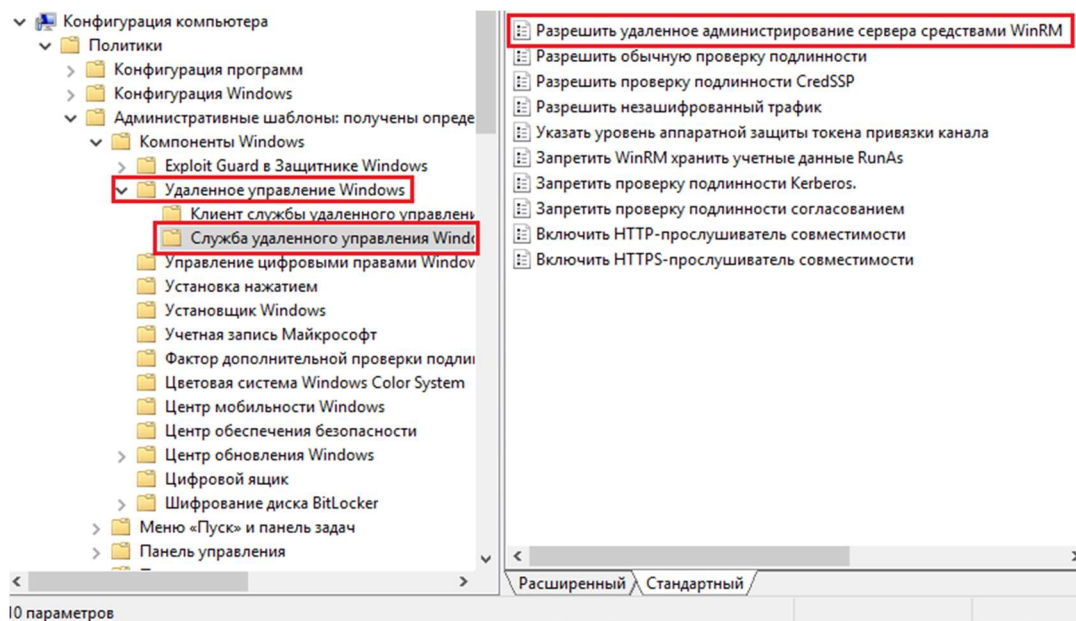 Конфигурация компьютера
Политики
Конфигурация программ
Конфигурация Windows
Административные шаблоны: получены опреде
Компоненты Windows
Exploit Guard в Защитнике Windows
Удаленное управление Windows
Клиент службы удаленного управлени
Служба удаленного управления Windo
Управление цифровыми правами Window
Установка нажатием
Установщик Windows
Учетная запись Майкрософт
Фактор дополнительной проверки подли
Цветовая система Windows Color System
Центр мобильности Windows
Центр обеспечения безопасности
Центр обновления Windows
Цифровой ящик
Шифрование диска BitLocker
Меню «Пуск» и панель задач
Панель управления
Разрешить удаленное администрирование сервера средствами WinRM
Разрешить обычную проверку подлинности
Разрешить проверку подлинности CredSSP
Разрешить незашифрованный трафик
Указать уровень аппаратной защиты токена привязки канала
Запретить WinRM хранить учетные данные RunAs
Запретить проверку подлинности Kerberos.
Запретить проверку подлинности согласованием
Включить HTTP-прослушиватель совместимости
Включить HTTPS-прослушиватель совместимости
Расширенный
Стандартный
10 параметров